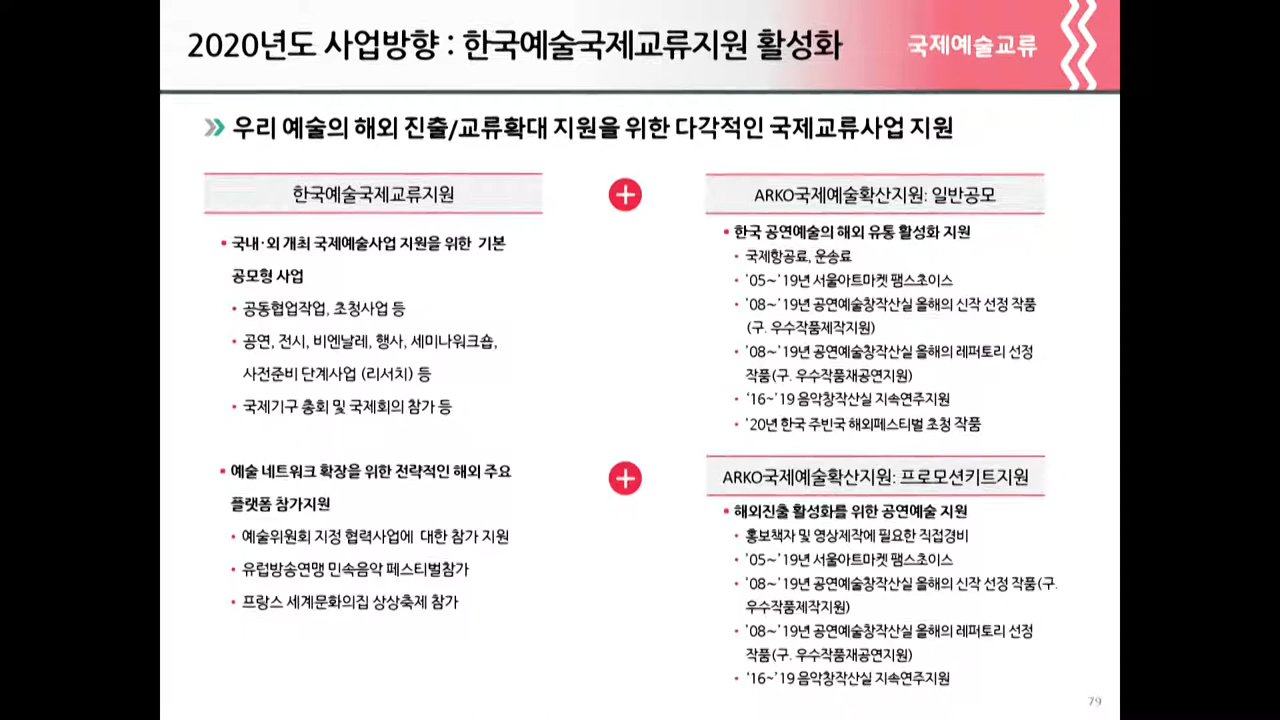 2020년도 사업방향 : 한국예술국제교류지원 활성화
국제예술교류
우리 예술의 해외 진출/교류확대 지원을 위한 다각적인 국제교류사업 지원
한국예술국제교류지원
• 국내·외 개최 국제예술사업 지원을 위한 기본
공모형 사업
• 공동협업작업, 초청사업 등
• 공연, 전시, 비엔날레, 행사, 세미나워크숍,
사전준비 단계사업 (리서치) 등
• 국제기구 총회 및 국제회의 참가 등
• 예술 네트워크 확장을 위한 전략적인 해외 주요
플랫폼 참가지원
• 예술위원회 지정 협력사업에 대한 참가 지원
• 유럽방송연맹 민속음악 페스티벌참가
• 프랑스 세계문화의집 상상축제 참가
ARKO국제예술확산지원: 일반공모
• 한국 공연예술의 해외 유통 활성화 지원
• 국제항공료, 운송료
• '05~'19년 서울아트마켓 팸스초이스
• '08~'19년 공연예술창작산실 올해의 신작 선정 작품
(구. 우수작품제작지원)
• '08~'19년 공연예술창작산실 올해의 레퍼토리 선정
작품(구. 우수작품재공연지원)
• '16~'19 음악창작산실 지속연주지원
• '20년 한국 주빈국 해외페스티벌 초청 작품
ARKO국제예술확산지원: 프로모션키트지원
• 해외진출 활성화를 위한 공연예술 지원
• 홍보책자 및 영상제작에 필요한 직접경비
• '05~'19년 서울아트마켓 팸스초이스
• '08~'19년 공연예술창작산실 올해의 신작 선정 작품(구.
우수작품제작지원)
• '08~'19년 공연예술창작산실 올해의 레퍼토리 선정
작품(구. 우수작품재공연지원)
• '16~'19 음악창작산실 지속연주지원
79